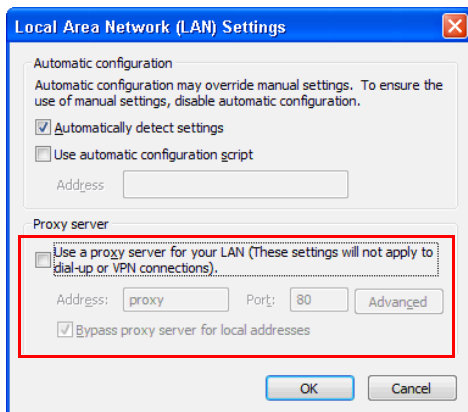 Local Area Network (LAN) Settings
Automatic configuration
Automatic configuration may override manual settings. To ensure the
use of manual settings, disable automatic configuration.
Automatically detect settings
Use automatic configuration script
Address
Proxy server
Use a proxy server for your LAN (These settings will not apply to
dial-up or VPN connections).
Address: proxy Port: 80 Advanced
Bypass proxy server for local addresses
OK Cancel